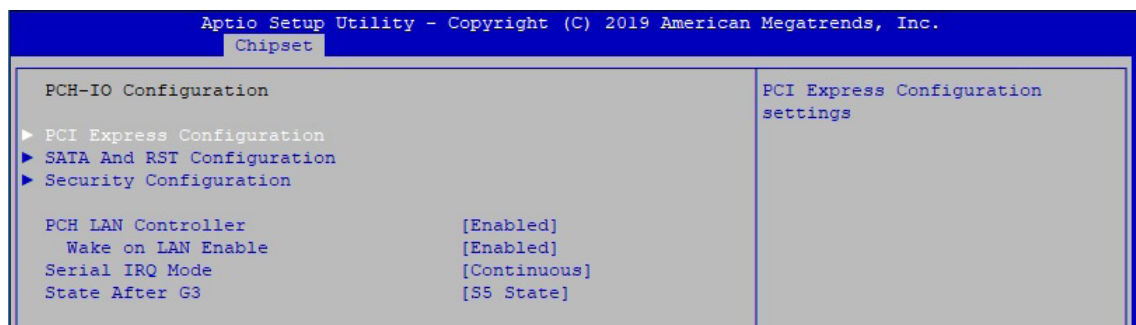 Aptio Setup Utility – Copyright (C) 2019 American Megatrends, Inc.
Chipset
PCH-IO Configuration
PCI Express Configuration
settings
► PCI Express Configuration
► SATA And RST Configuration
► Security Configuration
PCH LAN Controller [Enabled]
Wake on LAN Enable [Enabled]
Serial IRQ Mode [Continuous]
State After G3 [S5 State]